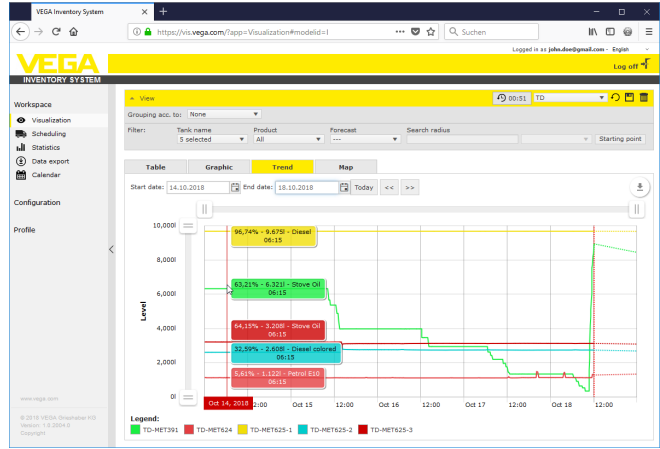 VEGA Inventory System
https://vis.vega.com/?app=Visualization#modelid=l
Suchen
Logged in as john.doe@gmail.com - English
VEGA
Log off
INVENTORY SYSTEM
Workspace
Visualization
Scheduling
Statistics
Data export
Calendar
Configuration
Profile
www.vega.com
© 2018 VEGA Grieshaber KG
Version: 1.0.2004.0
Copyright
View
00:51
TD
Grouping acc. to: None
Filter:
Tank name
Product
Forecast
Search radius
5 selected
All
---
Starting point
Table
Graphic
Trend
Map
Start date: 14.10.2018
End date: 18.10.2018
Today
<<
>>
Level
10,000l
8,000l
6,000l
4,000l
2,000l
0l
96,74% - 9.675l - Diesel
06:15
63,21% - 6.321l - Stove Oil
06:15
64,15% - 3.208l - Stove Oil
06:15
32,59% - 2.608l - Diesel colored
06:15
5,61% - 1.122l - Petrol E10
06:15
Oct 14, 2018
2:00
Oct 15
12:00
Oct 16
12:00
Oct 17
12:00
Oct 18
12:00
Legend:
TD-MET391
TD-MET624
TD-MET625-1
TD-MET625-2
TD-MET625-3